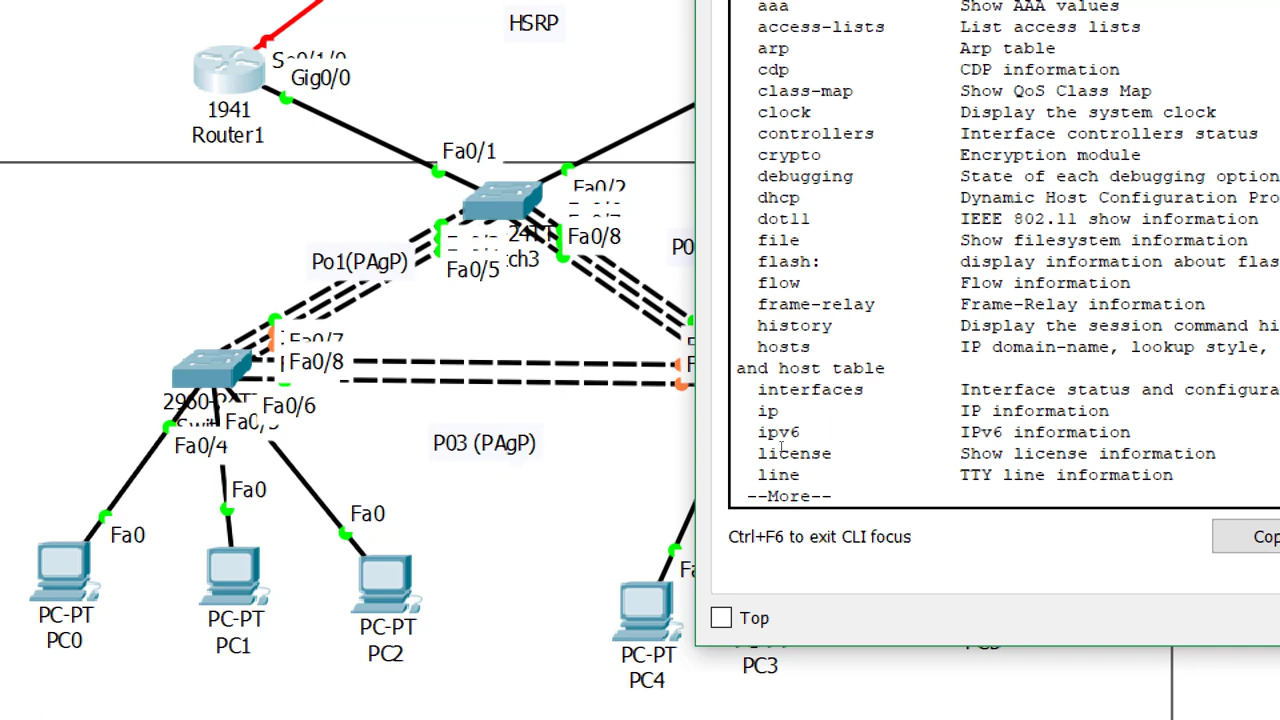 HSRP
Gig0/0
1941
Router1
Fa0/1
Fa0/2
Fa0/8
Po1(PAgP)
Fa0/5
Fa0/7
Fa0/8
Fa0/6
Fa0/4
P03 (PAgP)
Fa0
Fa0
Fa0
PC-PT
PC0
PC-PT
PC1
PC-PT
PC2
PC-PT
PC4
PC3
aaa Show AAA values
access-lists List access lists
arp Arp table
cdp CDP information
class-map Show QoS Class Map
clock Display the system clock
controllers Interface controllers status
crypto Encryption module
debugging State of each debugging option
dhcp Dynamic Host Configuration Pro
dot11 IEEE 802.11 show information
file Show filesystem information
flash: display information about flas
flow Flow information
frame-relay Frame-Relay information
history Display the session command hi
hosts IP domain-name, lookup style,
and host table
interfaces Interface status and configura
ip IP information
ipv6 IPv6 information
license Show license information
line TTY line information
--More--
Ctrl+F6 to exit CLI focus
Cop
Top